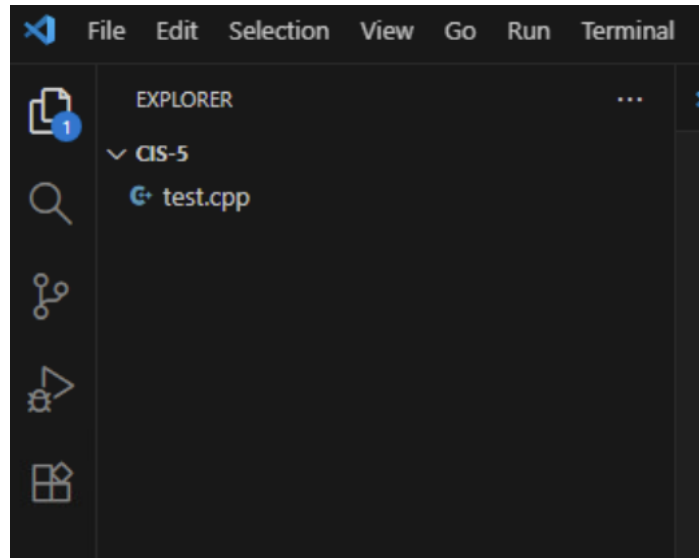 File Edit Selection View Go Run Terminal
EXPLORER ...
1
CIS-5
test.cpp